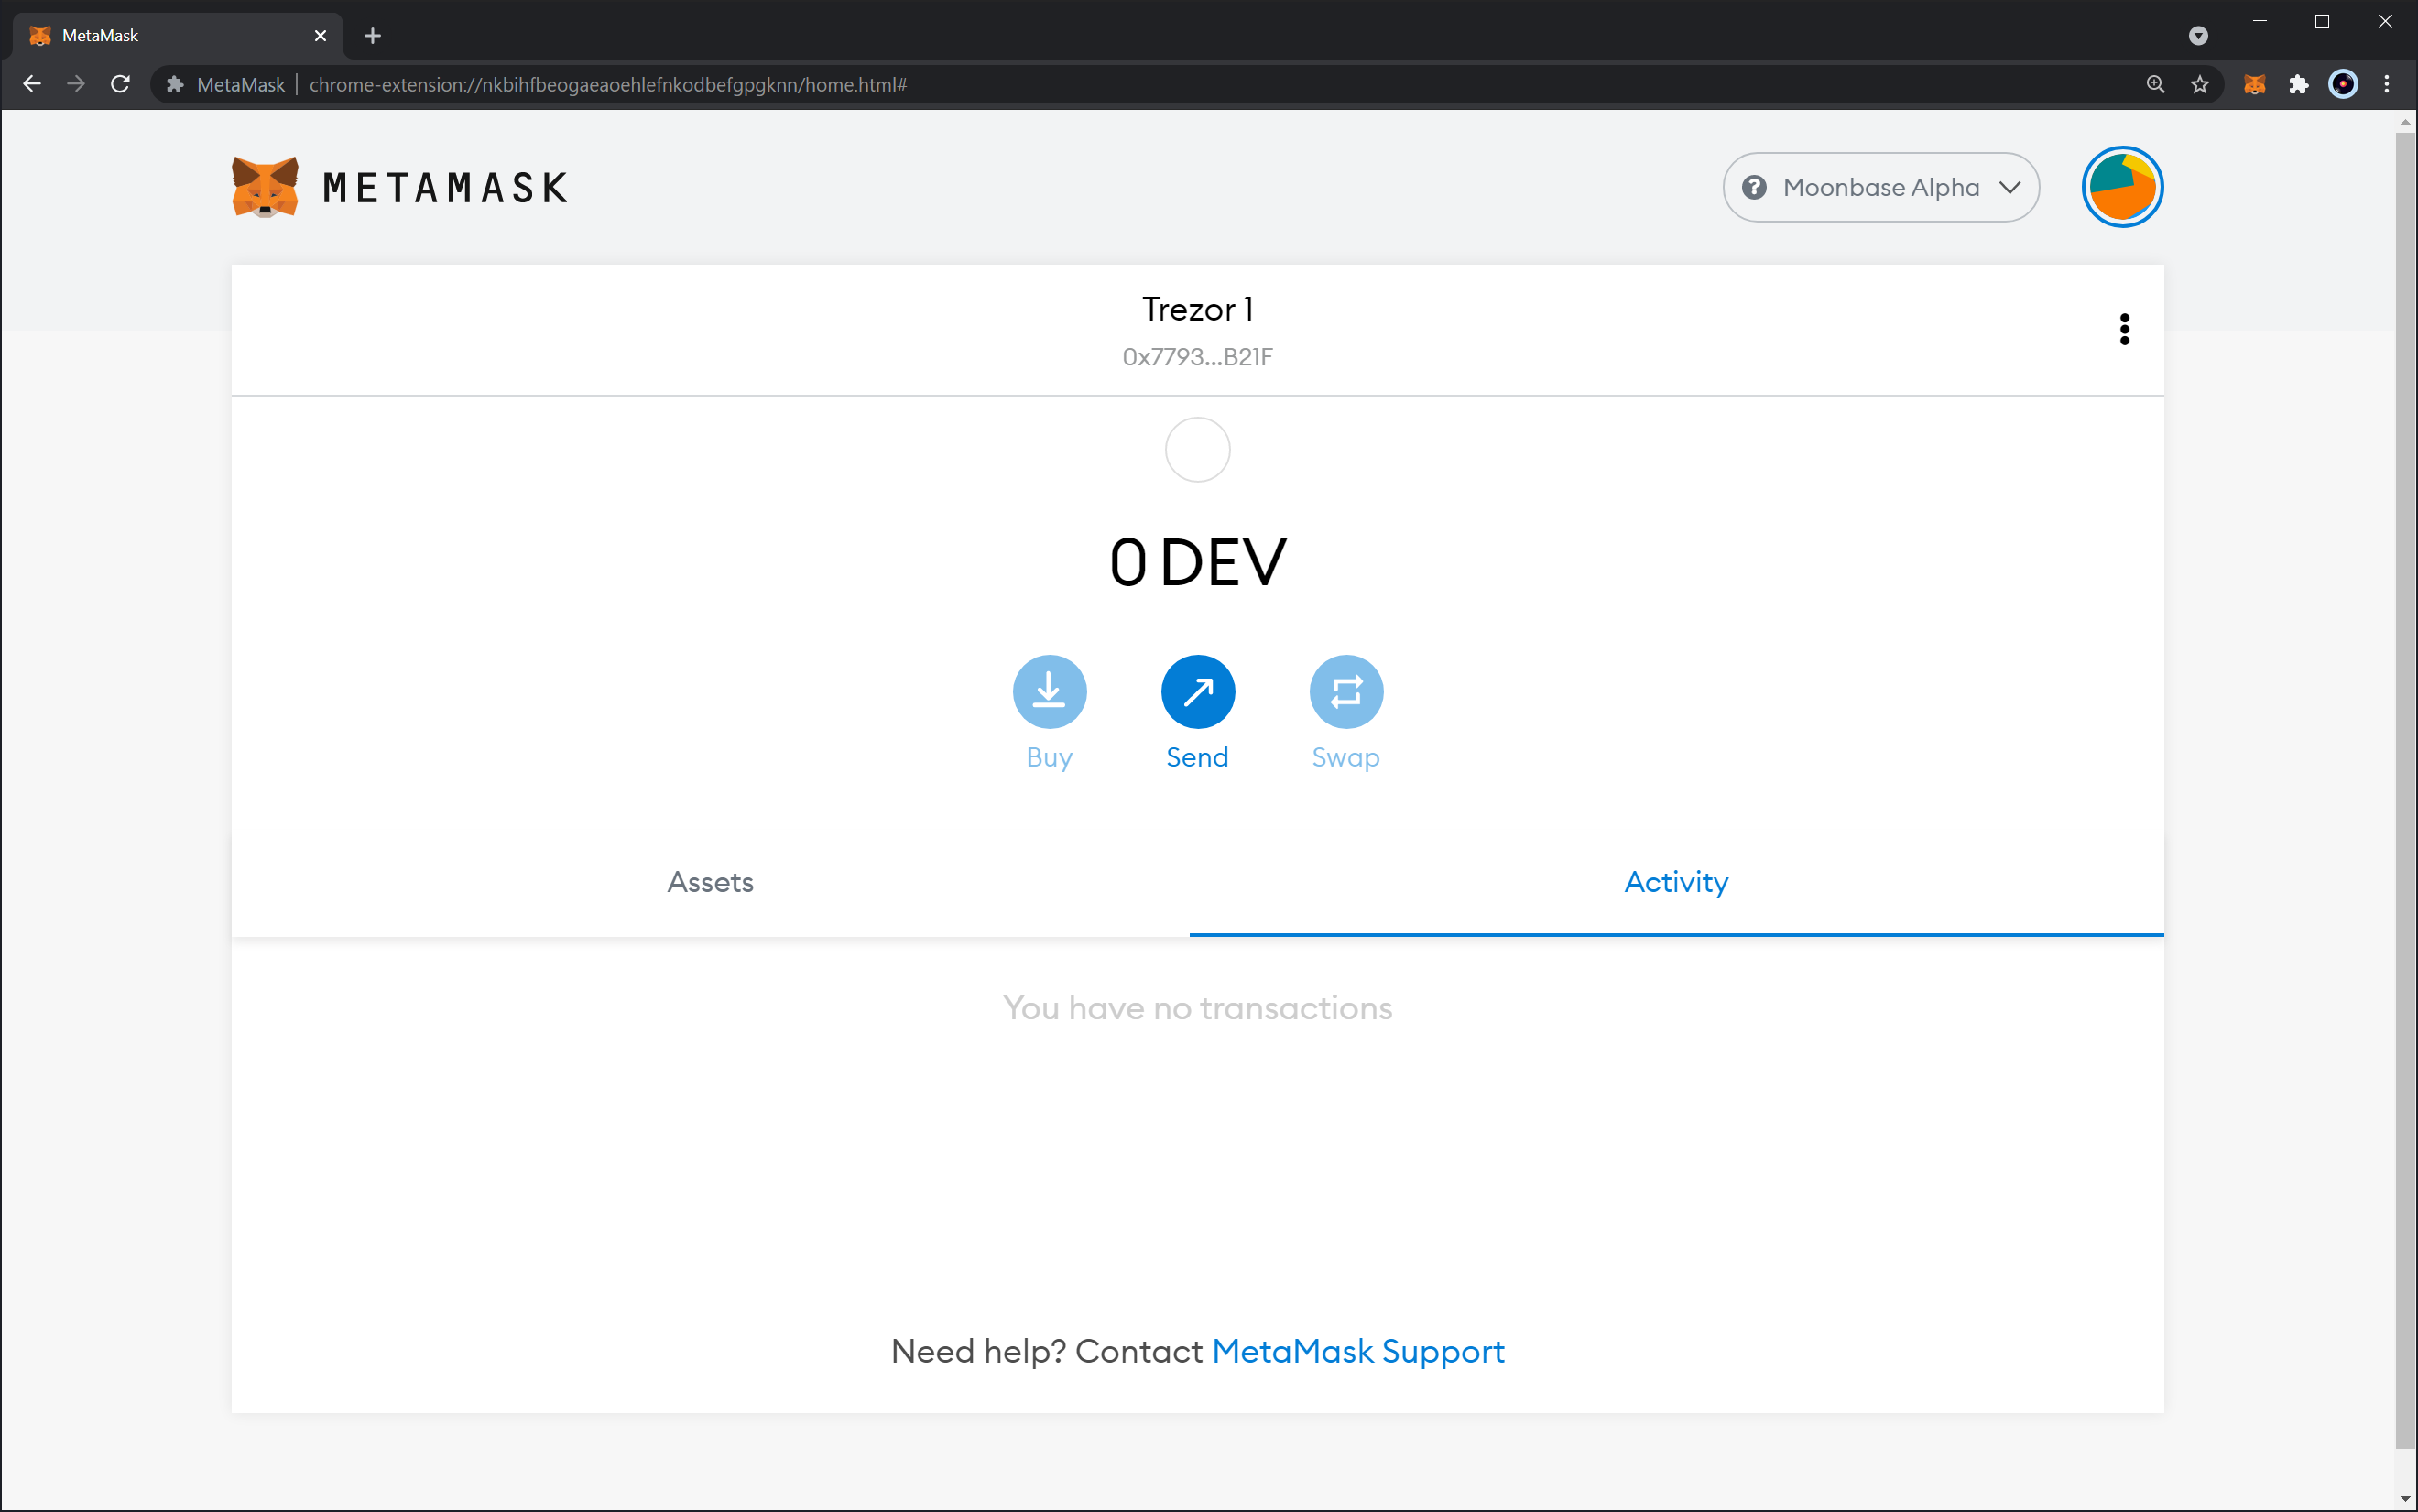 MetaMask
MetaMask | chrome-extension://nkbihfbeogaeaoehlefnkodbefgpgknn/home.html#
METAMASK
Moonbase Alpha
Trezor 1
0x7793...B21F
0 DEV
Buy Send Swap
Assets Activity
You have no transactions
Need help? Contact MetaMask Support